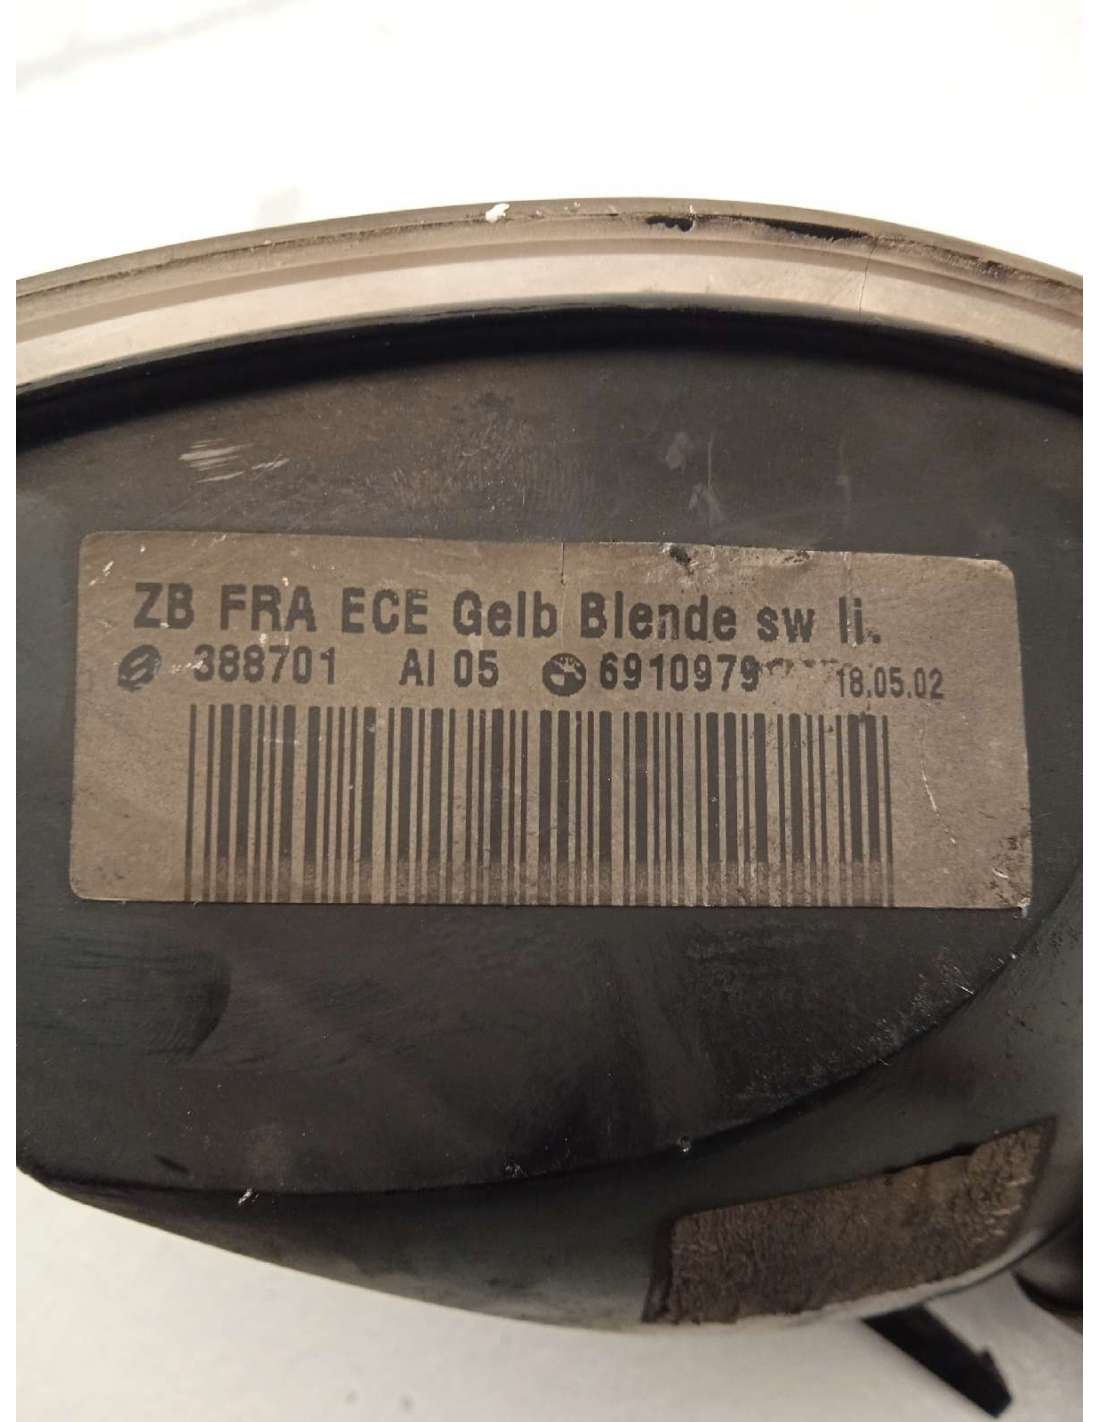 ZB FRA ECE Gelb Blende sw li.
388701 AI 05 6910979 18.05.02